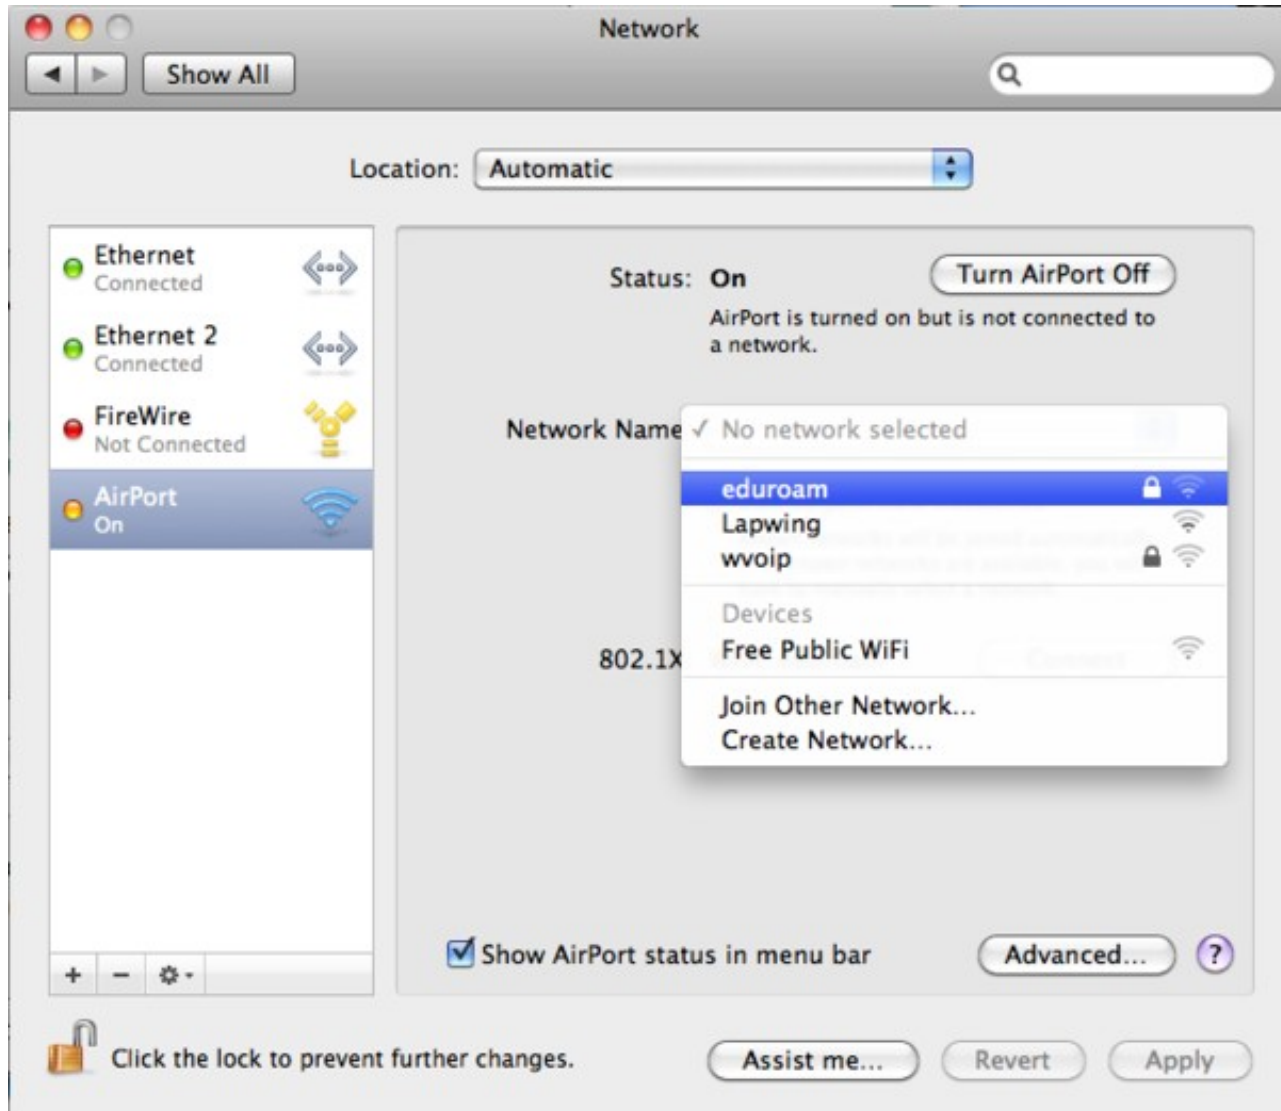 Network
Show All
Location: Automatic
Ethernet
Connected
Ethernet 2
Connected
FireWire
Not Connected
AirPort
On
Status: On
Turn AirPort Off
AirPort is turned on but is not connected to
a network.
Network Name
✓ No network selected
eduroam
Lapwing
wvoip
Devices
Free Public WiFi
802.1X
Join Other Network...
Create Network...
Show AirPort status in menu bar
Advanced...
?
Click the lock to prevent further changes.
Assist me...
Revert
Apply